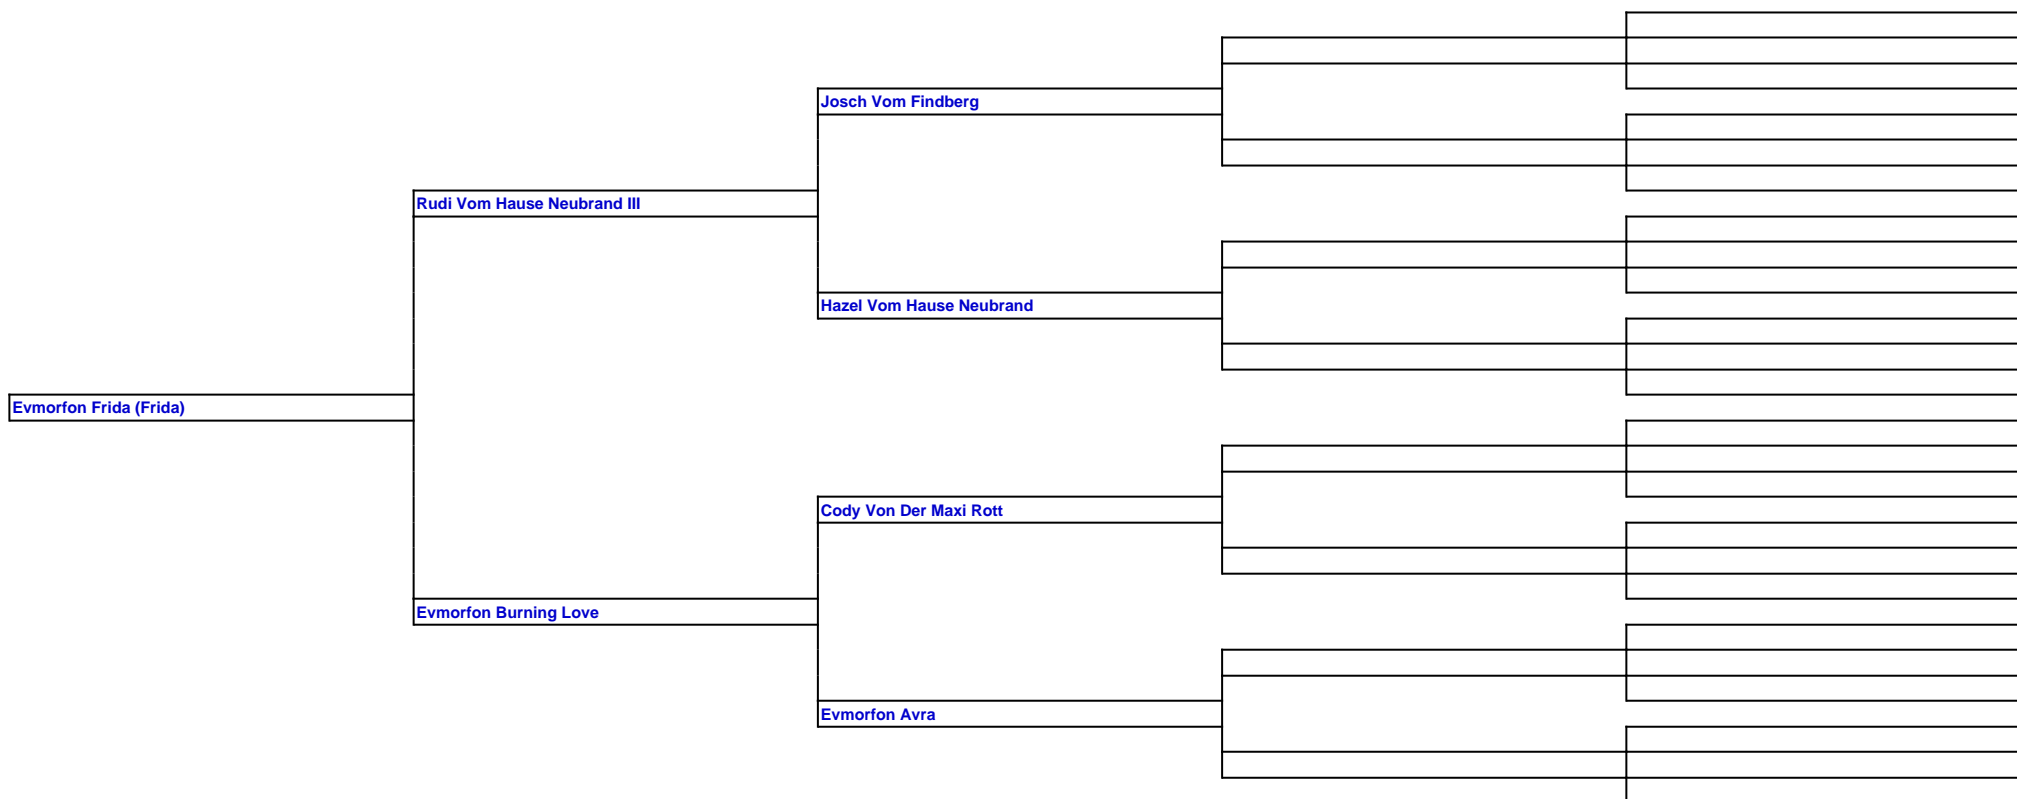 Josch Vom Findberg
Rudi Vom Hause Neubrand III
Hazel Vom Hause Neubrand
Evmorfon Frida (Frida)
Cody Von Der Maxi Rott
Evmorfon Burning Love
Evmorfon Avra